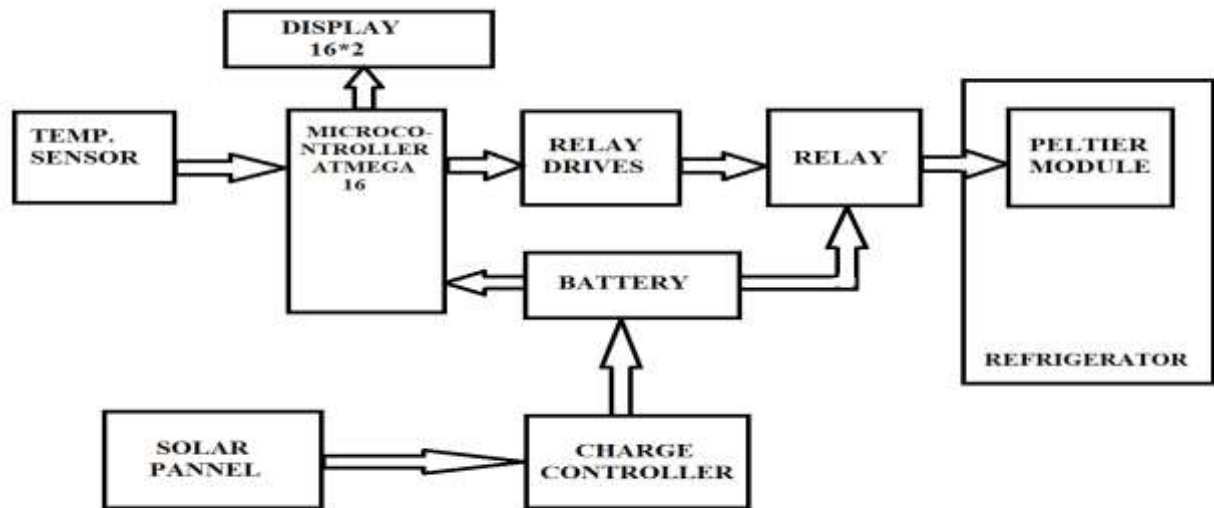 DISPLAY
16*2
TEMP.
SENSOR
MICROCO-
NTROLLER
ATMEGA
16
RELAY
DRIVES
RELAY
PELTIER
MODULE
BATTERY
REFRIGERATOR
SOLAR
PANNEL
CHARGE
CONTROLLER